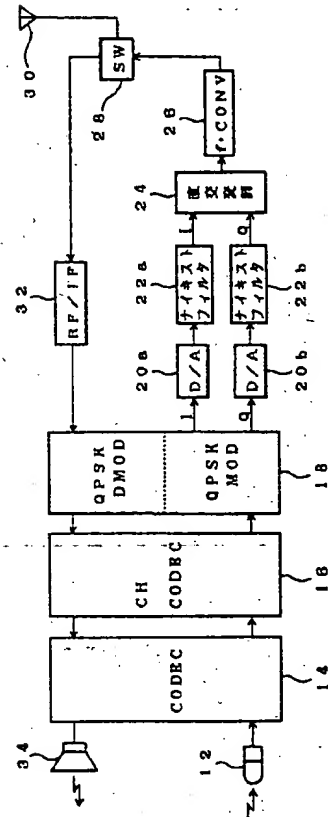 30
SW
28
f・CONV
26
直交変調
24
I
Q
ナイキスト
フィルタ
22a
ナイキスト
フィルタ
22b
RF/IF
32
D/A
20a
D/A
20b
I
Q
QPSK
DMOD
QPSK
MOD
18
CH
CODEC
16
CODEC
14
34
12